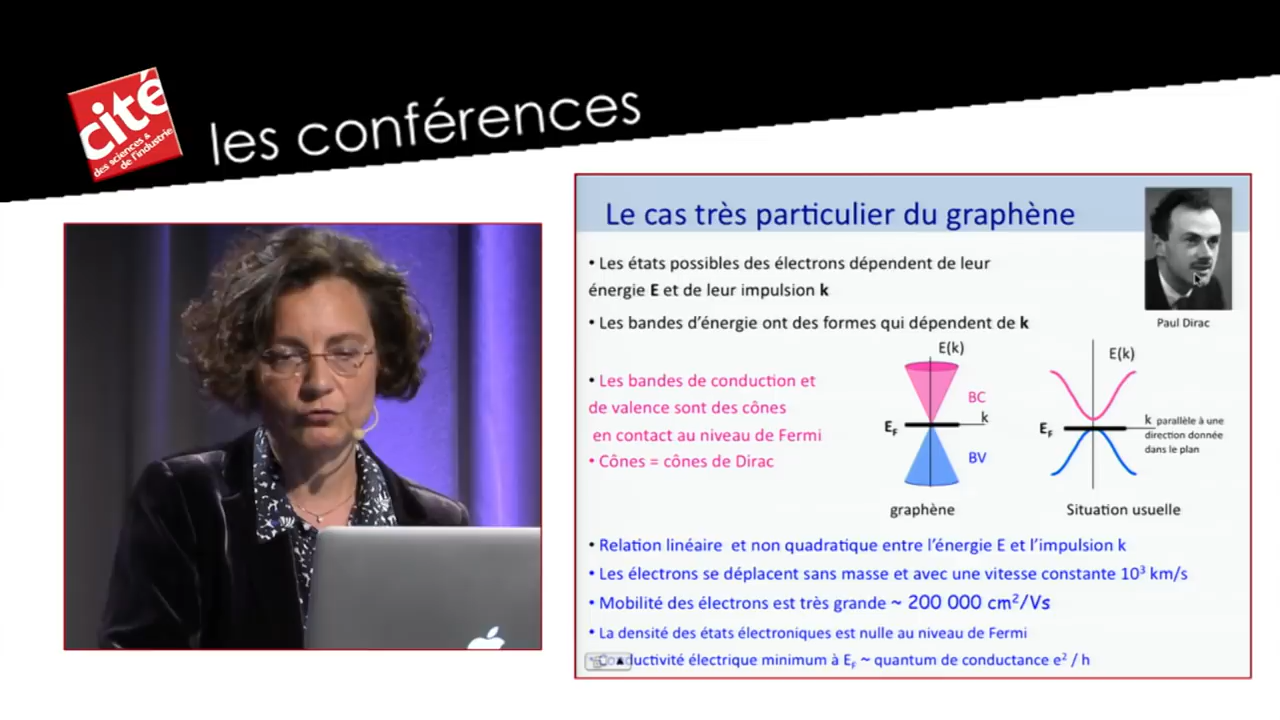 cité
des sciences &
de l'industrie
les conférences
Le cas très particulier du graphène
• Les états possibles des électrons dépendent de leur
énergie E et de leur impulsion k
Paul Dirac
• Les bandes d'énergie ont des formes qui dépendent de k
• Les bandes de conduction et
de valence sont des cônes
en contact au niveau de Fermi
• Cônes = cônes de Dirac
E(k)
BC
k
EF
BV
graphène
E(k)
EF
k parallèle à une
direction donnée
dans le plan
Situation usuelle
• Relation linéaire et non quadratique entre l'énergie E et l'impulsion k
• Les électrons se déplacent sans masse et avec une vitesse constante 10³ km/s
• Mobilité des électrons est très grande ~ 200 000 cm²/Vs
• La densité des états électroniques est nulle au niveau de Fermi
• Conductivité électrique minimum à EF ~ quantum de conductance e² / h